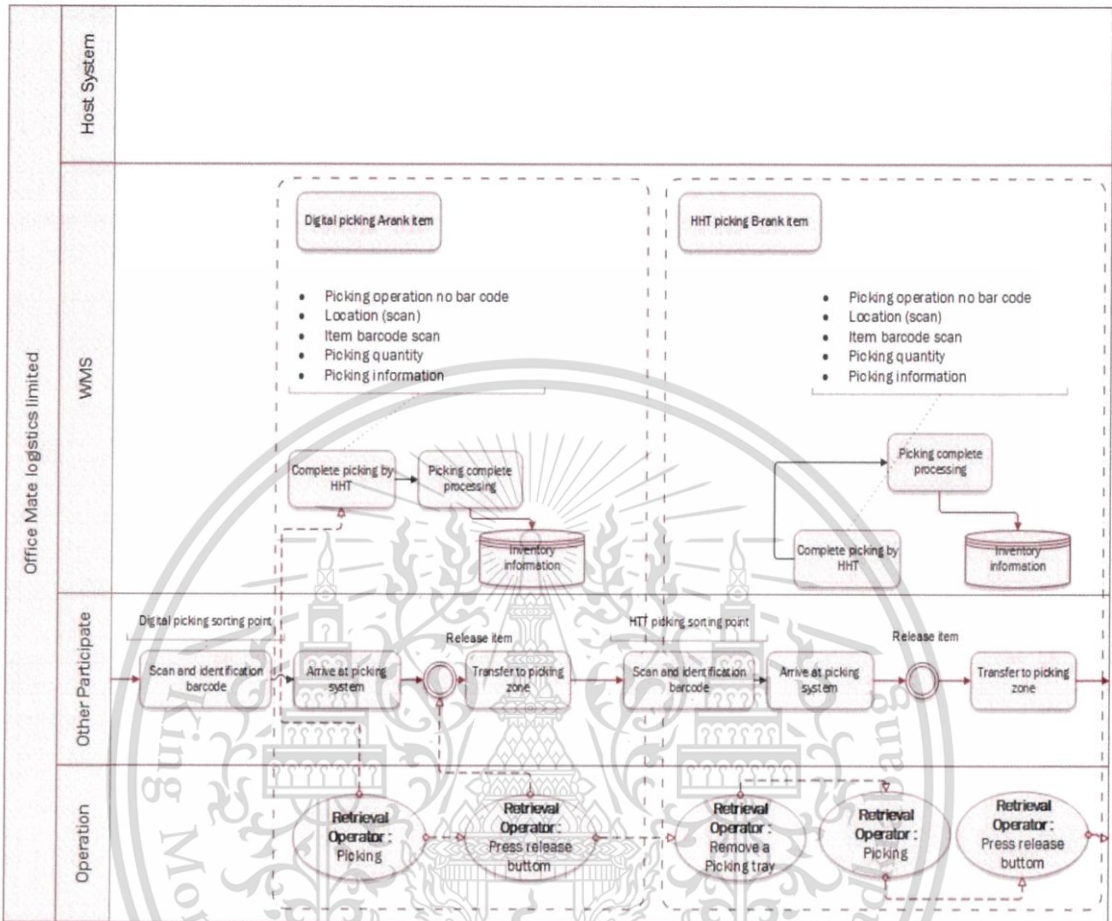 Office Mate logistics limited
Host System
WMS
Digital picking A-rank item
HHT picking B-rank item
• Picking operation no bar code
• Location (scan)
• Item barcode scan
• Picking quantity
• Picking information
• Picking operation no bar code
• Location (scan)
• Item barcode scan
• Picking quantity
• Picking information
Complete picking by
HHT
Picking complete
processing
Inventory
information
Picking complete
processing
Complete picking by
HHT
Inventory
information
Other Participate
Digital picking sorting point
Scan and identification
barcode
Arrive at picking
system
Release item
Transfer to picking
zone
HTT picking sorting point
Scan and identification
barcode
Arrive at picking
system
Release item
Transfer to picking
zone
Operation
Retrieval
Operator :
Picking
Retrieval
Operator :
Press release
buttom
Retrieval
Operator :
Remove a
Picking tray
Retrieval
Operator :
Picking
Retrieval
Operator :
Press release
buttom
King